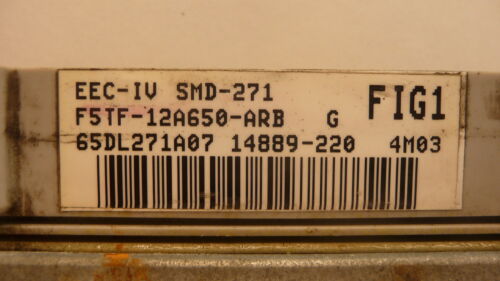 EEC-IV SMD-271
FIG1
F5TF-12A650-ARB G
65DL271A07 14889-220 4M03